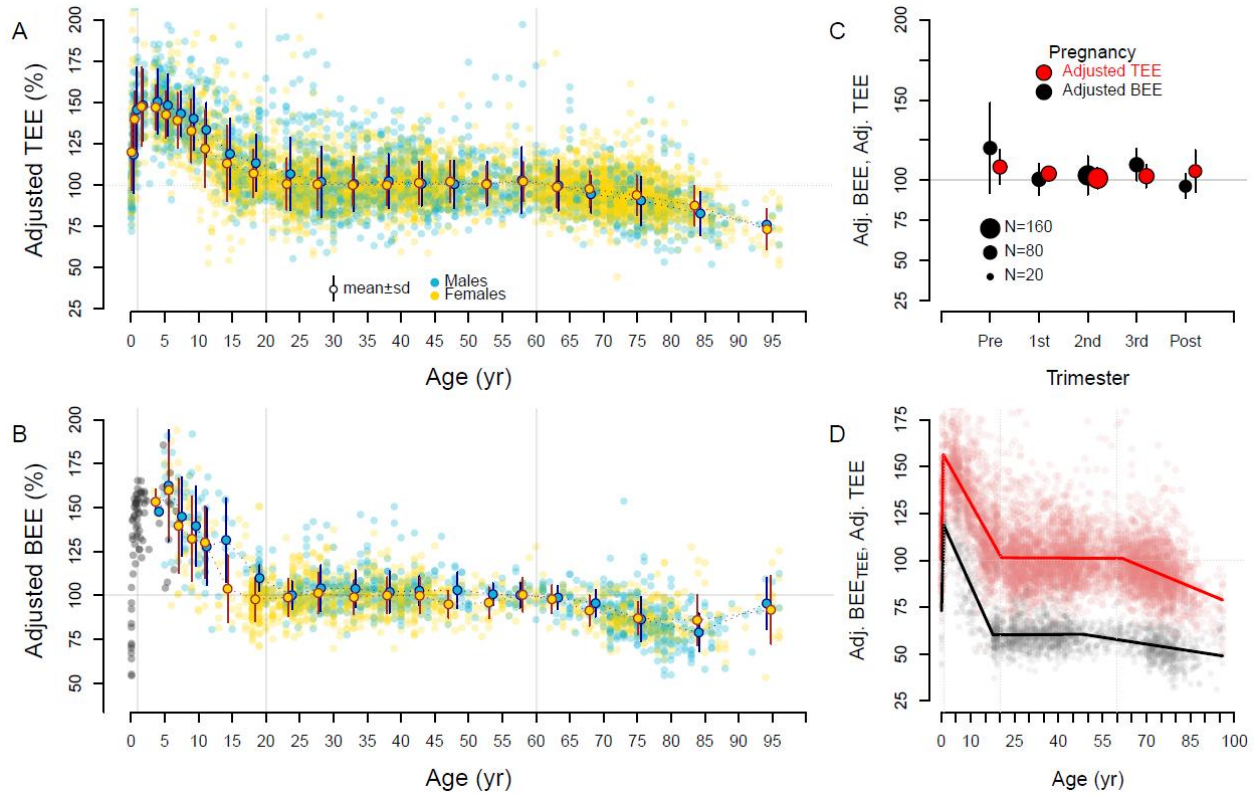 A
Adjusted TEE (%)
200
175
150
125
100
75
50
25
mean±sd
Males
Females
0 5 10 15 20 25 30 35 40 45 50 55 60 65 70 75 80 85 90 95
Age (yr)
C
Adj. BEE, Adj. TEE
200
150
100
75
50
25
Pregnancy
Adjusted TEE
Adjusted BEE
N=160
N=80
N=20
Pre 1st 2nd 3rd Post
Trimester
B
Adjusted BEE (%)
200
175
150
125
100
75
50
0 5 10 15 20 25 30 35 40 45 50 55 60 65 70 75 80 85 90 95
Age (yr)
D
Adj. BEETEE, Adj. TEE
175
150
125
100
75
50
25
0 10 25 40 55 70 85 100
Age (yr)